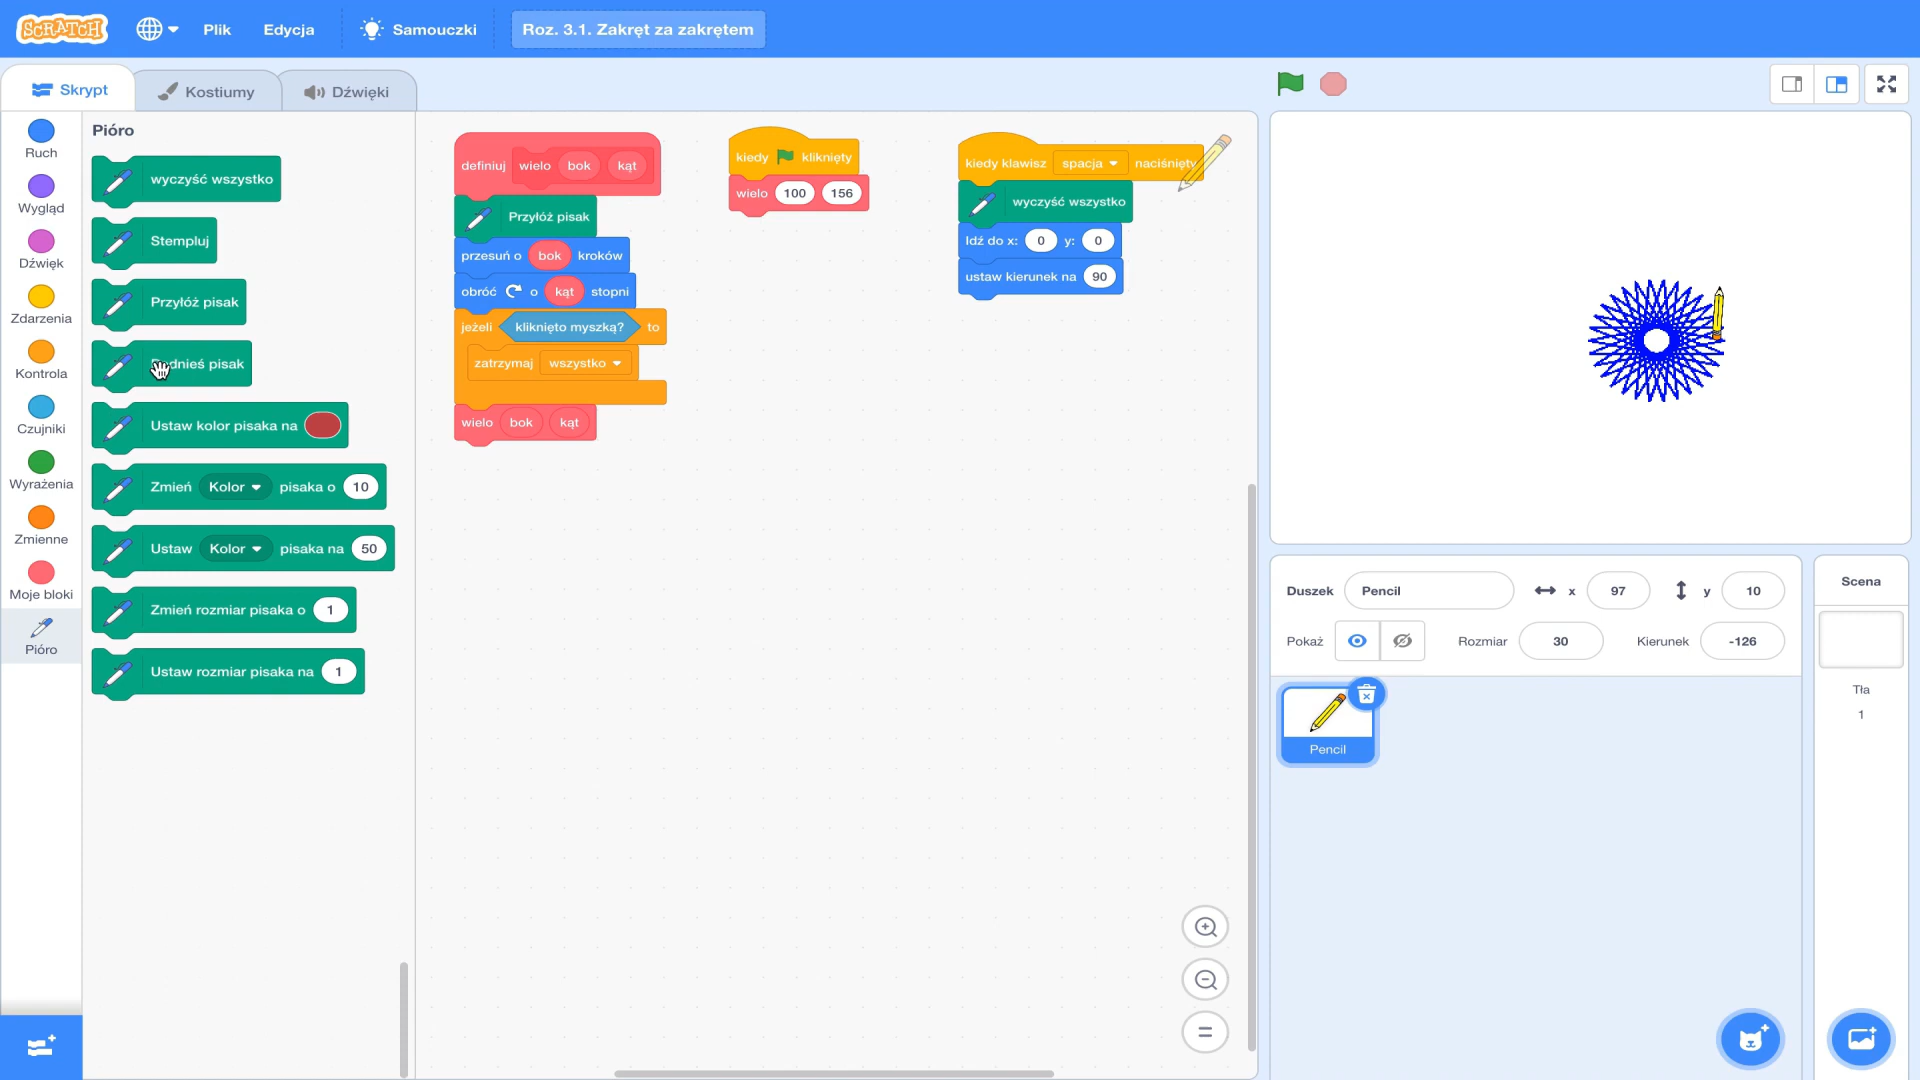 SCRATCH Plik Edycja Samouczki Roz. 3.1. Zakręt za zakrętem
Skrypt Kostiumy Dźwięki
Ruch
Wygląd
Dźwięk
Zdarzenia
Kontrola
Czujniki
Wyrażenia
Zmienne
Moje bloki
Pióro
Pióro
wyczyść wszystko
Stempluj
Przyłóż pisak
pisak
Ustaw kolor pisaka na
Zmień Kolor pisaka o 10
Ustaw Kolor pisaka na 50
Zmień rozmiar pisaka o 1
Ustaw rozmiar pisaka na 1
definiuj wielo bok kąt
Przyłóż pisak
przesuń o bok kroków
obróć o kąt stopni
jeżeli kliknięto myszką? to
zatrzymaj wszystko
wielo bok kąt
kiedy kliknięty
wielo 100 156
kiedy klawisz spacja naciśnięty
wyczyść wszystko
Idź do x: 0 y: 0
ustaw kierunek na 90
Duszek Pencil x 97 y 10
Pokaż Rozmiar 30 Kierunek -126
Pencil
Scena
Tła
1